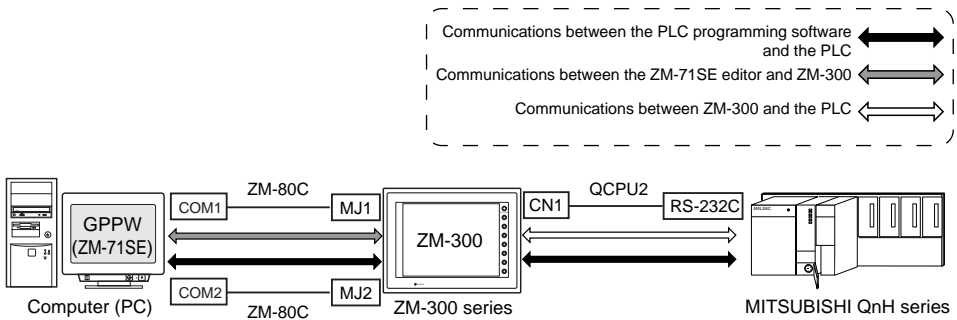 Communications between the PLC programming software
and the PLC
Communications between the ZM-71SE editor and ZM-300
Communications between ZM-300 and the PLC
ZM-80C
QCPU2
COM1
MJ1
CN1
RS-232C
GPPW
(ZM-71SE)
ZM-300
COM2
MJ2
Computer (PC)
ZM-80C
ZM-300 series
MITSUBISHI QnH series